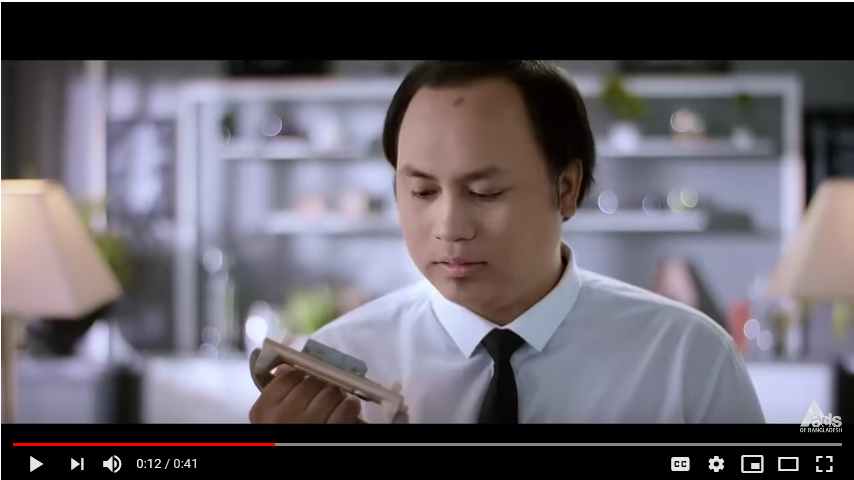 ads
OF BANGLADESH
0:12 / 0:41
CC